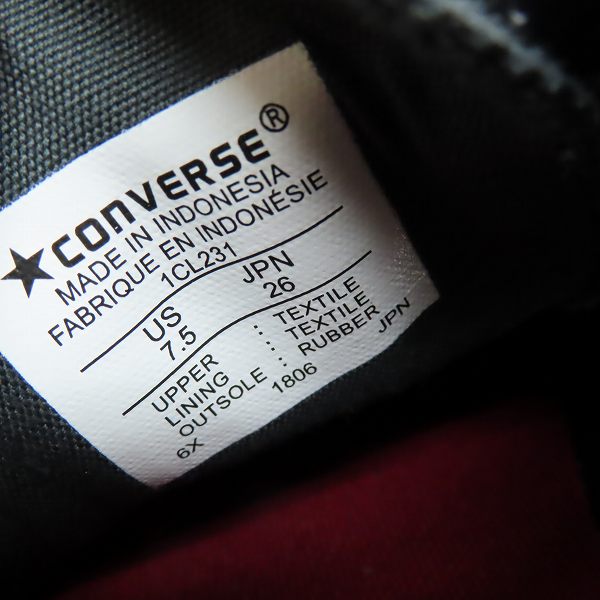 ★CONVERSE®
MADE IN INDONESIA
FABRIQUE EN INDONÉSIE
1CL231
US JPN
7.5 26
UPPER : TEXTILE
LINING : TEXTILE
OUTSOLE : RUBBER
6X 1806 JPN